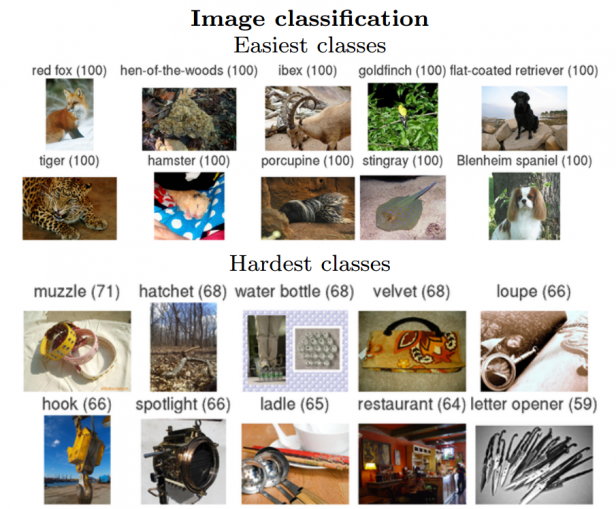 Image classification
Easiest classes
red fox (100) hen-of-the-woods (100) ibex (100) goldfinch (100) flat-coated retriever (100)
tiger (100) hamster (100) porcupine (100) stingray (100) Blenheim spaniel (100)
Hardest classes
muzzle (71) hatchet (68) water bottle (68) velvet (68) loupe (66)
hook (66) spotlight (66) ladle (65) restaurant (64) letter opener (59)